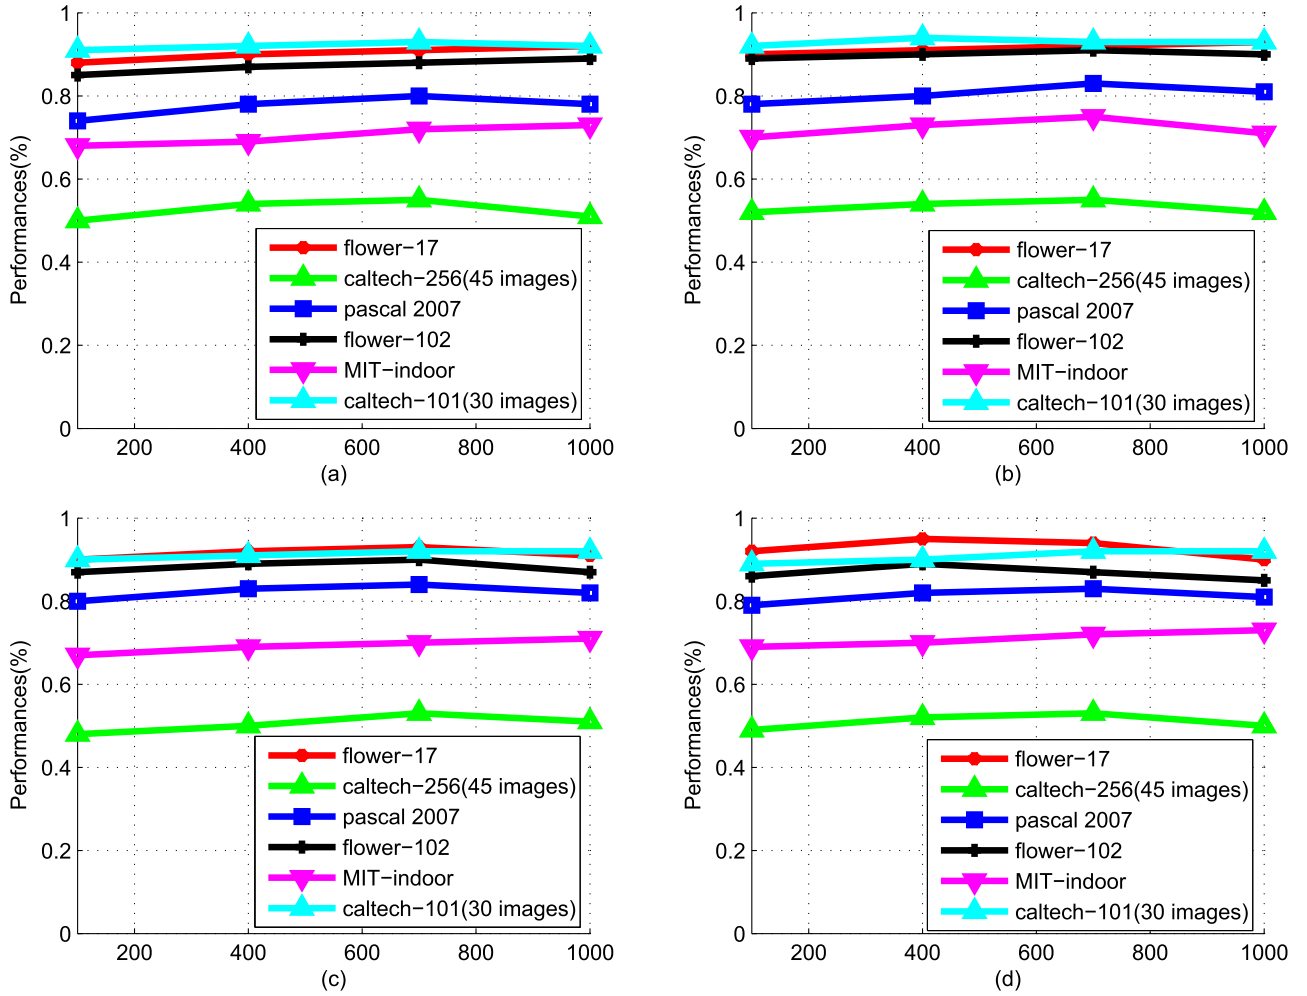 1
0.8
0.6
0.4
0.2
0
Performances(%)
200
400
600
800
1000
flower−17
caltech−256(45 images)
pascal 2007
flower−102
MIT−indoor
caltech−101(30 images)
(a)
1
0.8
0.6
0.4
0.2
0
Performances(%)
200
400
600
800
1000
flower−17
caltech−256(45 images)
pascal 2007
flower−102
MIT−indoor
caltech−101(30 images)
(b)
1
0.8
0.6
0.4
0.2
0
Performances(%)
200
400
600
800
1000
flower−17
caltech−256(45 images)
pascal 2007
flower−102
MIT−indoor
caltech−101(30 images)
(c)
1
0.8
0.6
0.4
0.2
0
Performances(%)
200
400
600
800
1000
flower−17
caltech−256(45 images)
pascal 2007
flower−102
MIT−indoor
caltech−101(30 images)
(d)